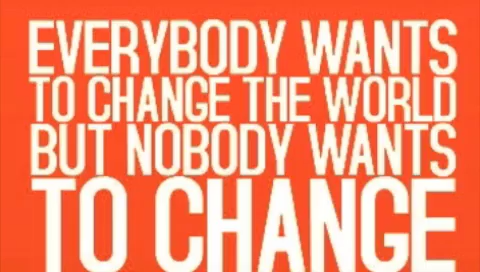 EVERYBODY WANTS
TO CHANGE THE WORLD
BUT NOBODY WANTS
TO CHANGE